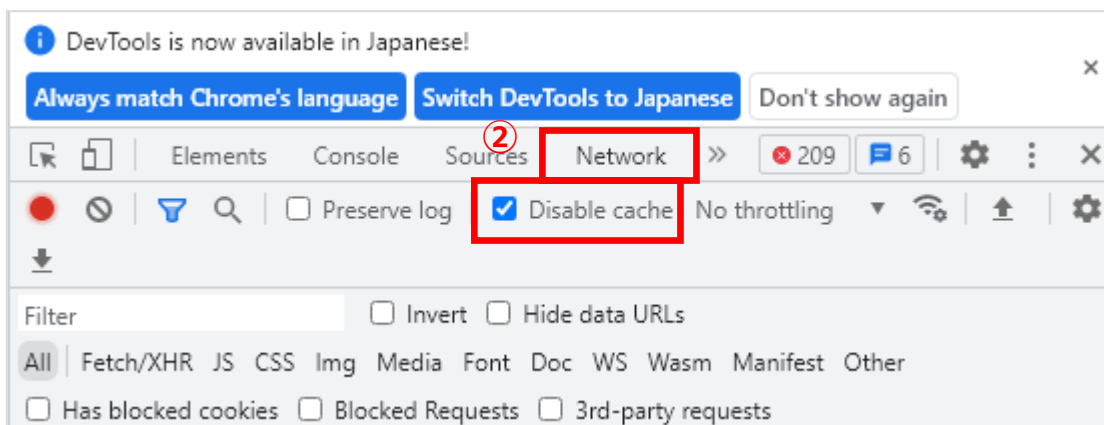 DevTools is now available in Japanese!
Always match Chrome's language Switch DevTools to Japanese Don't show again
②
Elements Console Sources Network 209 6
Preserve log Disable cache No throttling
Filter Invert Hide data URLs
All Fetch/XHR JS CSS Img Media Font Doc WS Wasm Manifest Other
Has blocked cookies Blocked Requests 3rd-party requests